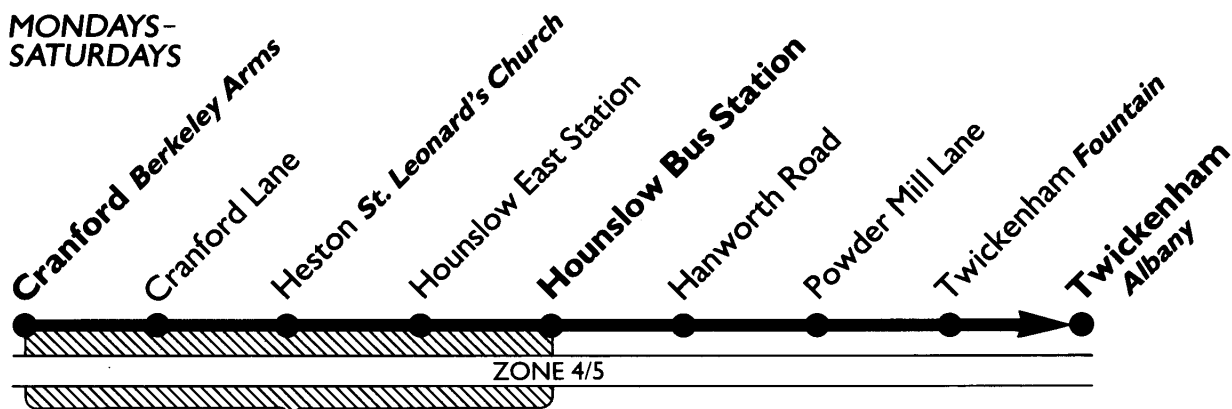 MONDAYS–
SATURDAYS
Cranford Berkeley Arms
Cranford Lane
Heston St. Leonard's Church
Hounslow East Station
Hounslow Bus Station
Hanworth Road
Powder Mill Lane
Twickenham Fountain
Twickenham
Albany
ZONE 4/5